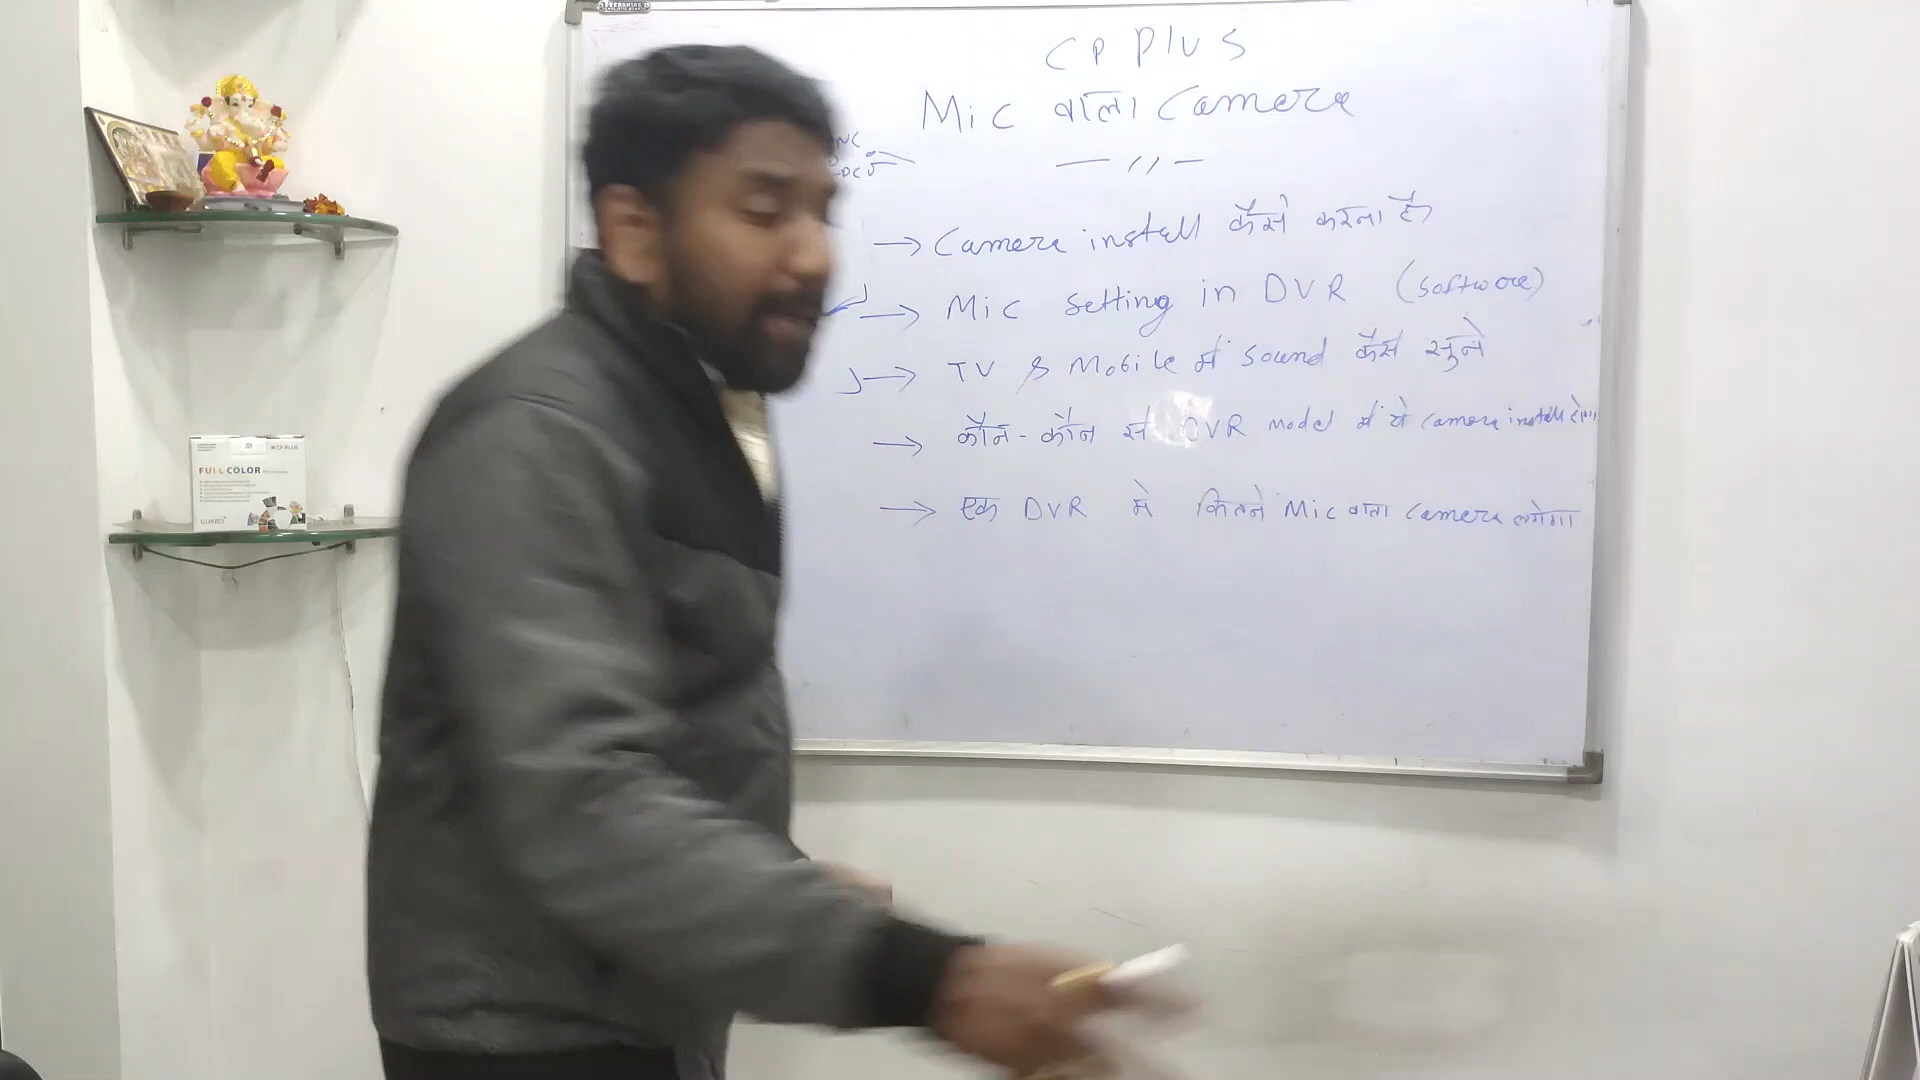 CP PLUS
Mic वाला Camera
— // —
→ Camera install कैसे करना है
→ Mic Setting in DVR (Software)
→ TV & Mobile में Sound कैसे सुने
→ कौन-कौन से DVR model में ये Camera install होगा
→ एक DVR मे कितने Mic वाला Camera लगेगा
CP PLUS
FULL COLOR
GUARD+